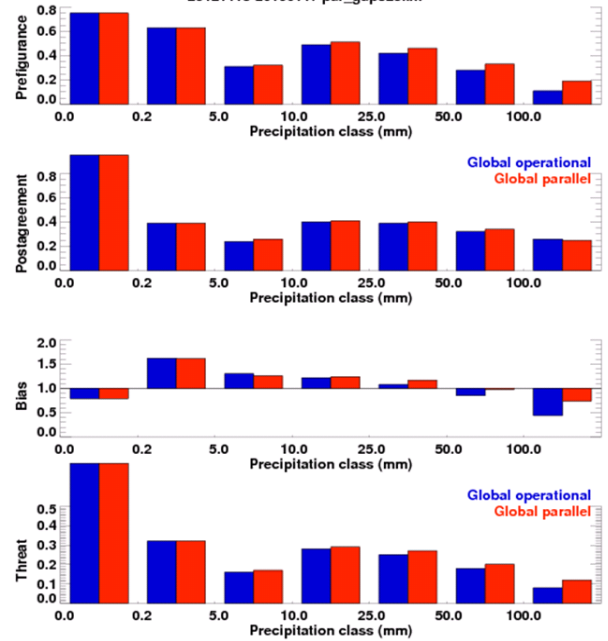 Prefigurance
0.8
0.6
0.4
0.2
0.0
0.0 0.2 5.0 10.0 25.0 50.0 100.0
Precipitation class (mm)
Global operational
Global parallel
Postagreement
0.8
0.6
0.4
0.2
0.0
0.0 0.2 5.0 10.0 25.0 50.0 100.0
Precipitation class (mm)
Bias
2.0
1.5
1.0
0.5
0.0
0.0 0.2 5.0 10.0 25.0 50.0 100.0
Precipitation class (mm)
Global operational
Global parallel
Threat
0.5
0.4
0.3
0.2
0.1
0.0
0.0 0.2 5.0 10.0 25.0 50.0 100.0
Precipitation class (mm)